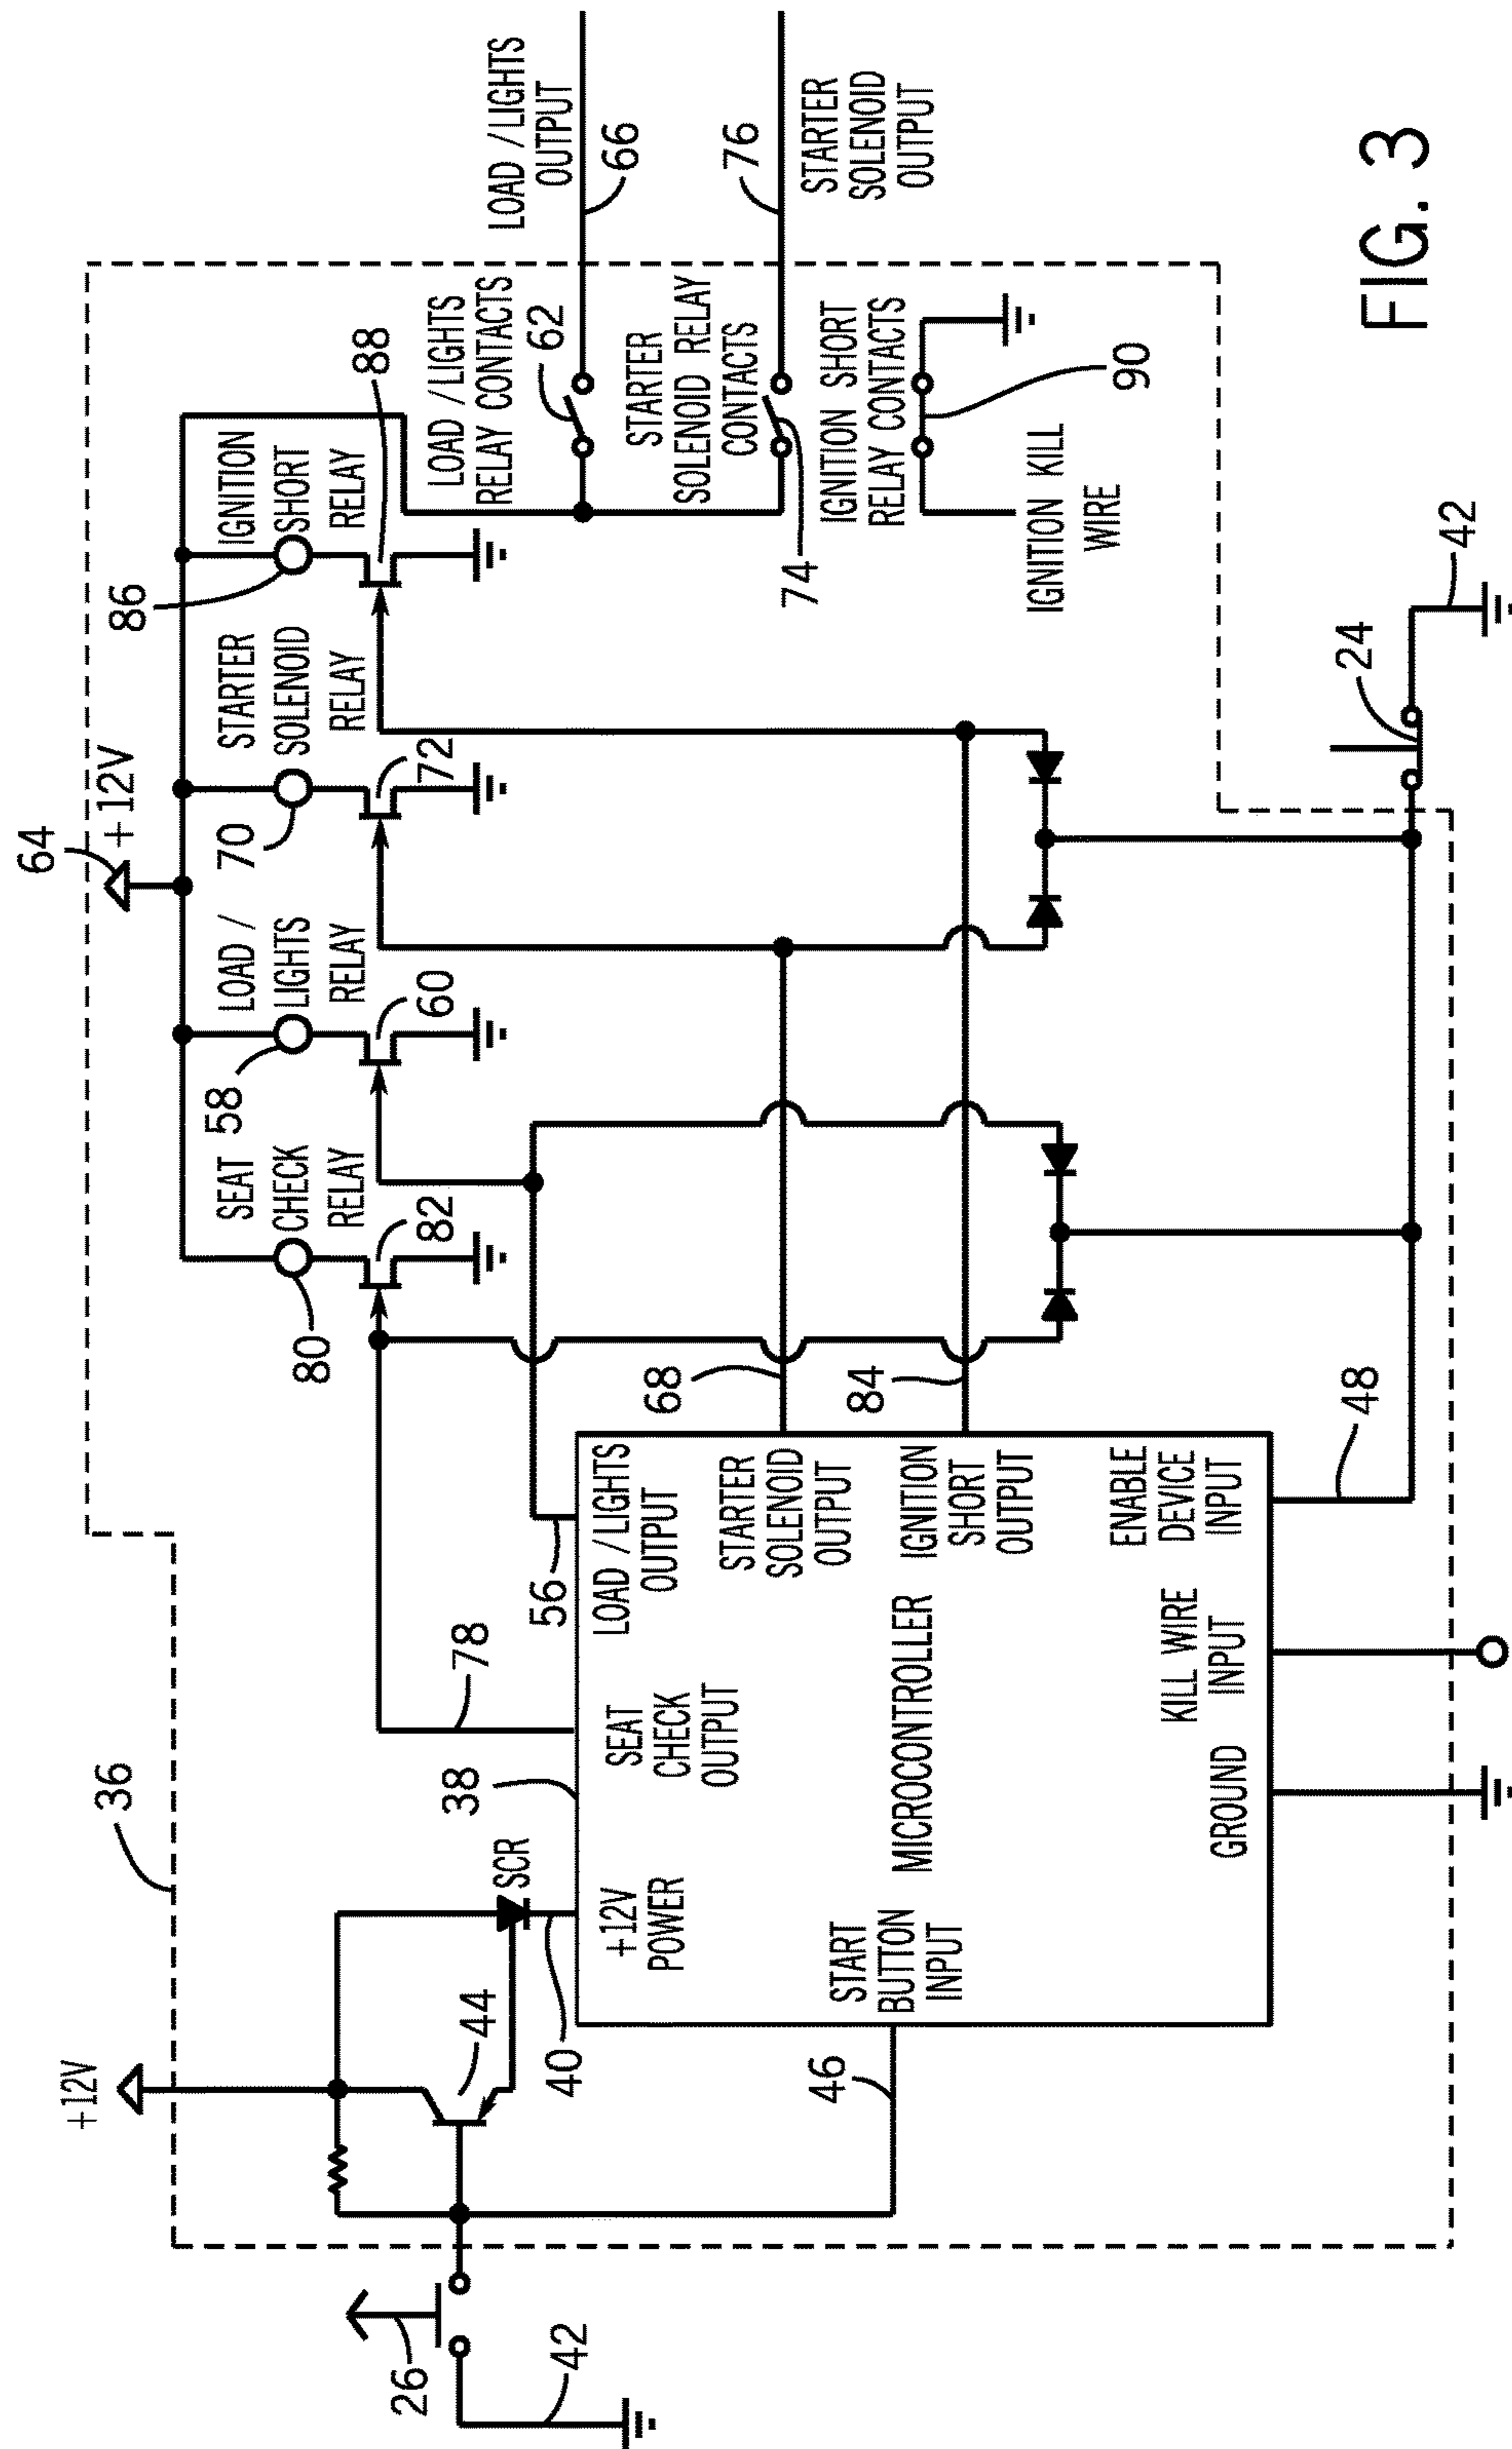 36
+12V
64
+12V
86
IGNITION
SHORT
RELAY
88
STARTER
SOLENOID
RELAY
70
72
LOAD /
LIGHTS
RELAY
58
60
SEAT
CHECK
RELAY
80
82
LOAD /LIGHTS
OUTPUT
66
LOAD /LIGHTS
RELAY CONTACTS
62
STARTER
SOLENOID RELAY
CONTACTS
74
76
STARTER
SOLENOID
OUTPUT
IGNITION SHORT
RELAY CONTACTS
90
IGNITION KILL
WIRE
26
42
44
SCR
40
46
38
78
56
68
84
48
+12V
POWER
SEAT
CHECK
OUTPUT
LOAD /LIGHTS
OUTPUT
STARTER
SOLENOID
OUTPUT
IGNITION
SHORT
OUTPUT
START
BUTTON
INPUT
MICROCONTROLLER
GROUND
KILL WIRE
INPUT
ENABLE
DEVICE
INPUT
24
42
FIG. 3